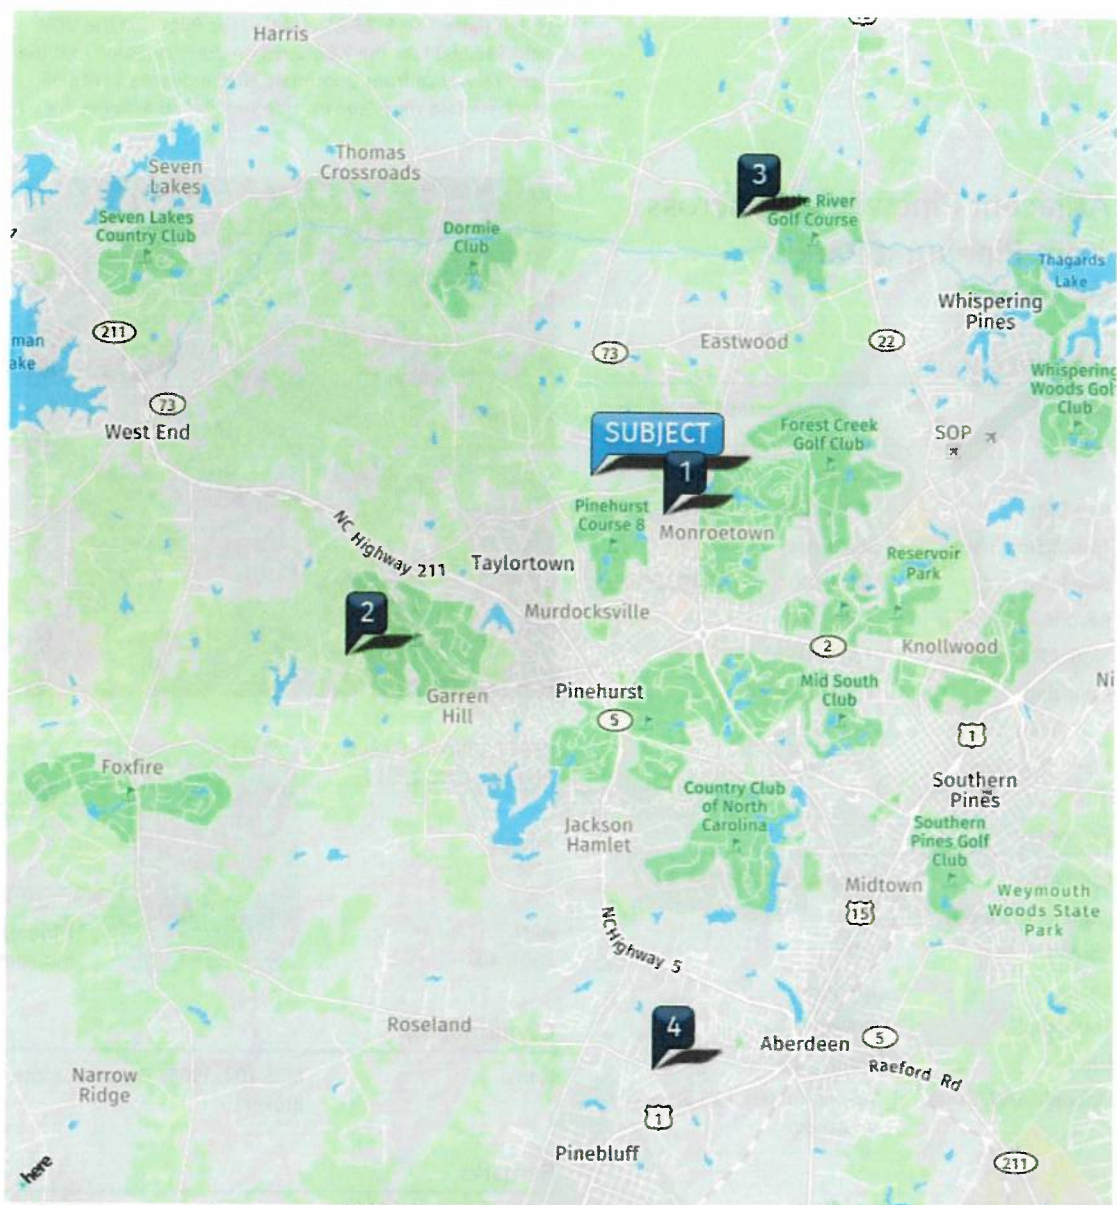 Harris
Thomas
Crossroads
Seven
Lakes
Seven Lakes
Country Club
Dormie
Club
3
River
Golf Course
Thagards
Lake
Whispering
Pines
211
73
Eastwood
22
man
ake
73
West End
Whispering
Woods Golf
Club
SUBJECT
1
Forest Creek
Golf Club
SOP
Pinehurst
Course 8
Monroetown
NC Highway 211
Taylortown
Reservoir
Park
2
Murdocksville
2
Knollwood
Garren
Hill
Pinehurst
5
Mid South
Club
Ni
1
Foxfire
Southern
Pines
Country Club
of North
Carolina
Jackson
Hamlet
Southern
Pines Golf
Club
Midtown
15
Weymouth
Woods State
Park
NC Highway 5
4
Roseland
Aberdeen
5
Raeford Rd
Narrow
Ridge
1
Pinebluff
211
here